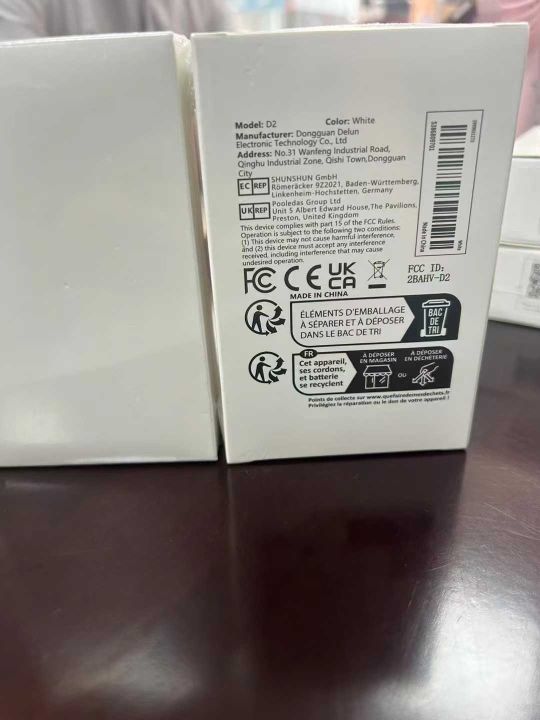 Model: D2 Color: White
Manufacturer: Dongguan Delun
Electronic Technology Co., Ltd
Address: No.31 Wanfeng Industrial Road,
Qinghu Industrial Zone, Qishi Town,Dongguan
City
EC REP SHUNSHUN GmbH
Römeräcker 9Z2021, Baden-Württemberg,
Linkenheim-Hochstetten, Germany
UK REP Pooledas Group Ltd
Unit 5 Albert Edward House,The Pavilions,
Preston, United Kingdom
This device complies with part 15 of the FCC Rules.
Operation is subject to the following two conditions:
(1) This device may not cause harmful interference,
and (2) this device must accept any interference
received, including interference that may cause
undesired operation.
FC CE UK CA
FCC ID:
2BAHV-D2
MADE IN CHINA
ÉLÉMENTS D'EMBALLAGE
À SÉPARER ET À DÉPOSER
DANS LE BAC DE TRI
BAC
DE
TRI
FR
Cet appareil,
ses cordons,
et batterie
se recyclent
À DÉPOSER
EN MAGASIN
OU
À DÉPOSER
EN DÉCHÈTERIE
Points de collecte sur www.quefairedemesdechets.fr
Privilégiez la réparation ou le don de votre appareil !
Made in China